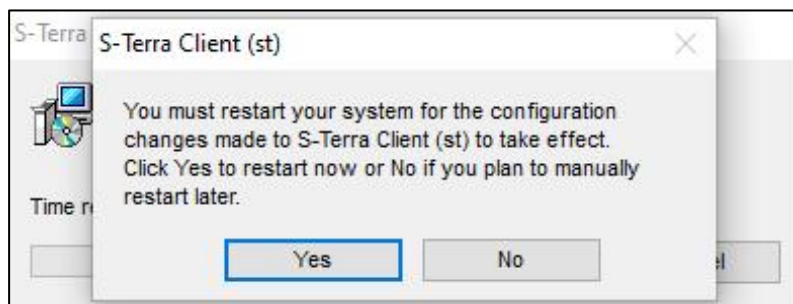 S-Terra
S-Terra Client (st)
You must restart your system for the configuration
changes made to S-Terra Client (st) to take effect.
Click Yes to restart now or No if you plan to manually
restart later.
Time
Yes
No